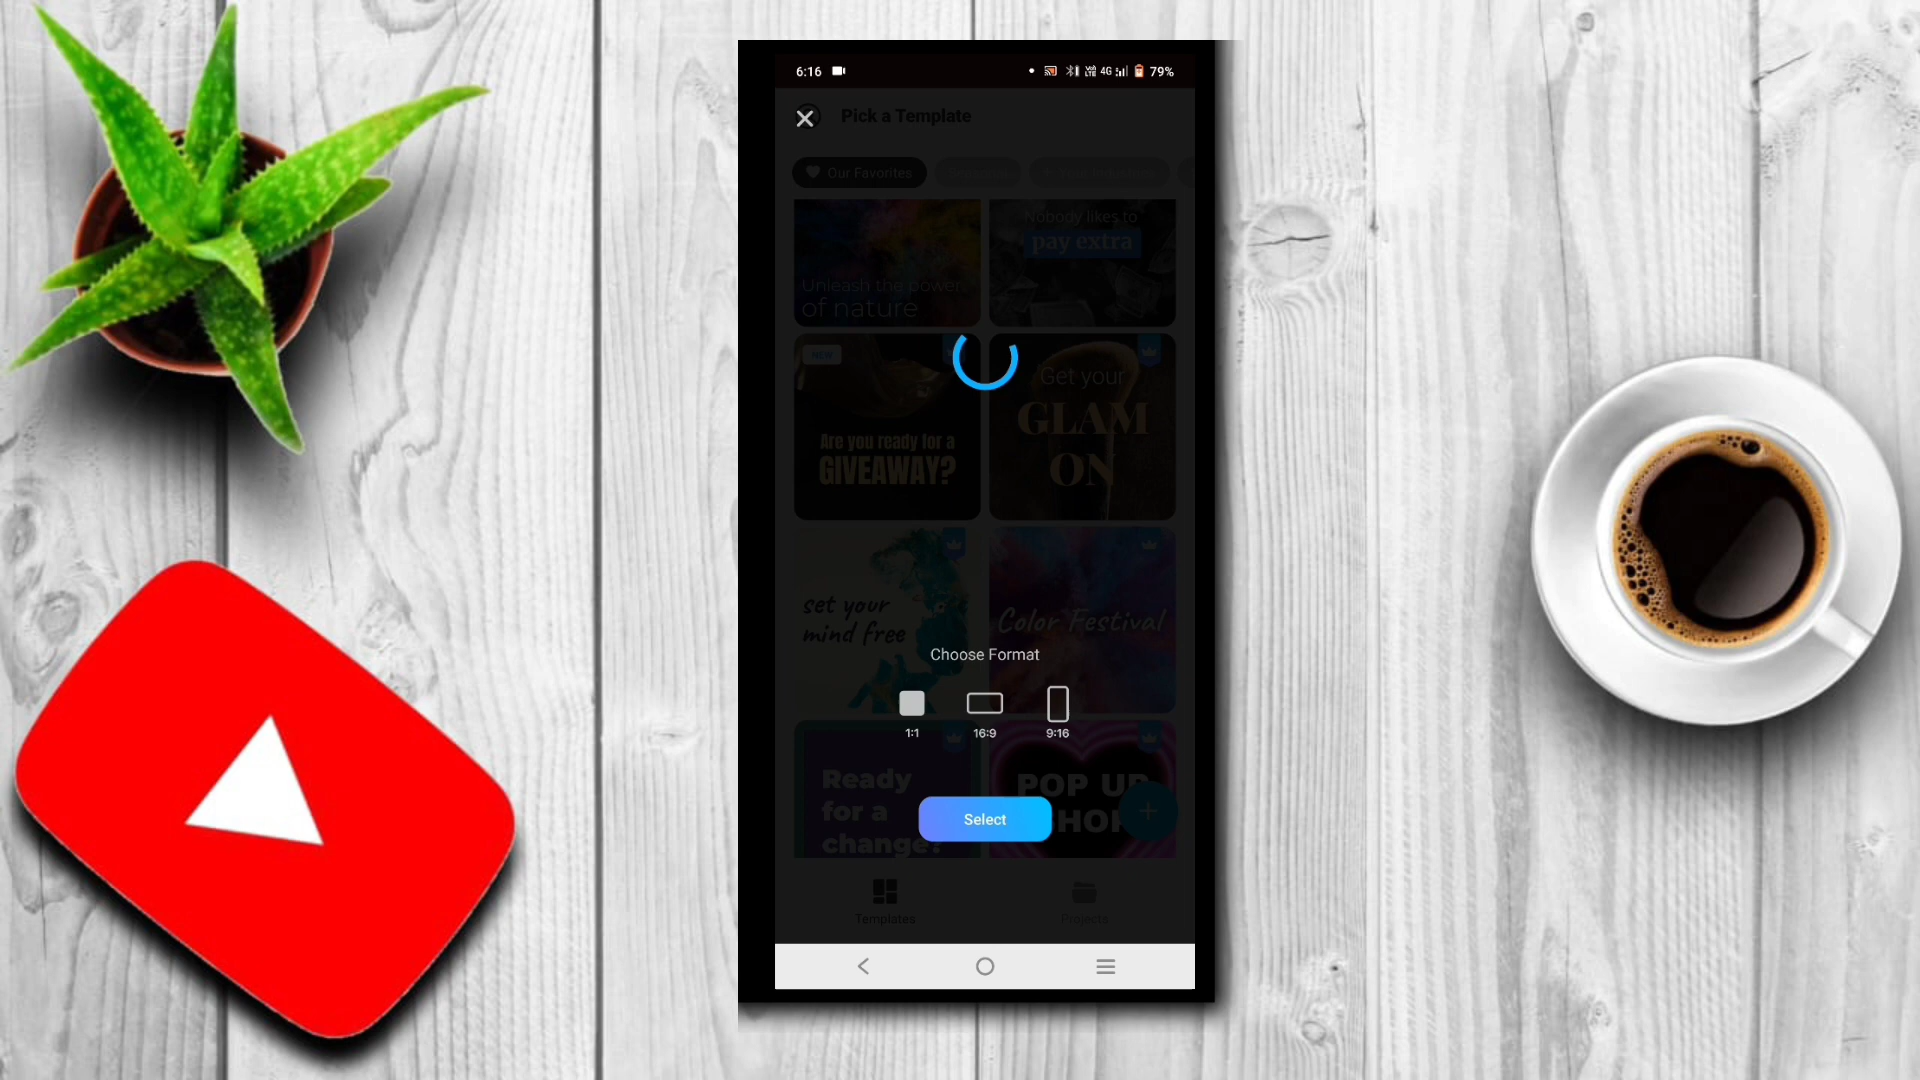 6:16
4G 79%
Pick a Template
Our Favorites
Unleash the power
of nature
Nobody likes to
pay extra
NEW
Are you ready for a
GIVEAWAY?
Get your
GLAM
ON
set your
mind free
Color Festival
Choose Format
1:1 16:9 9:16
Ready
for a
change?
POP UP
Select
Templates Projects